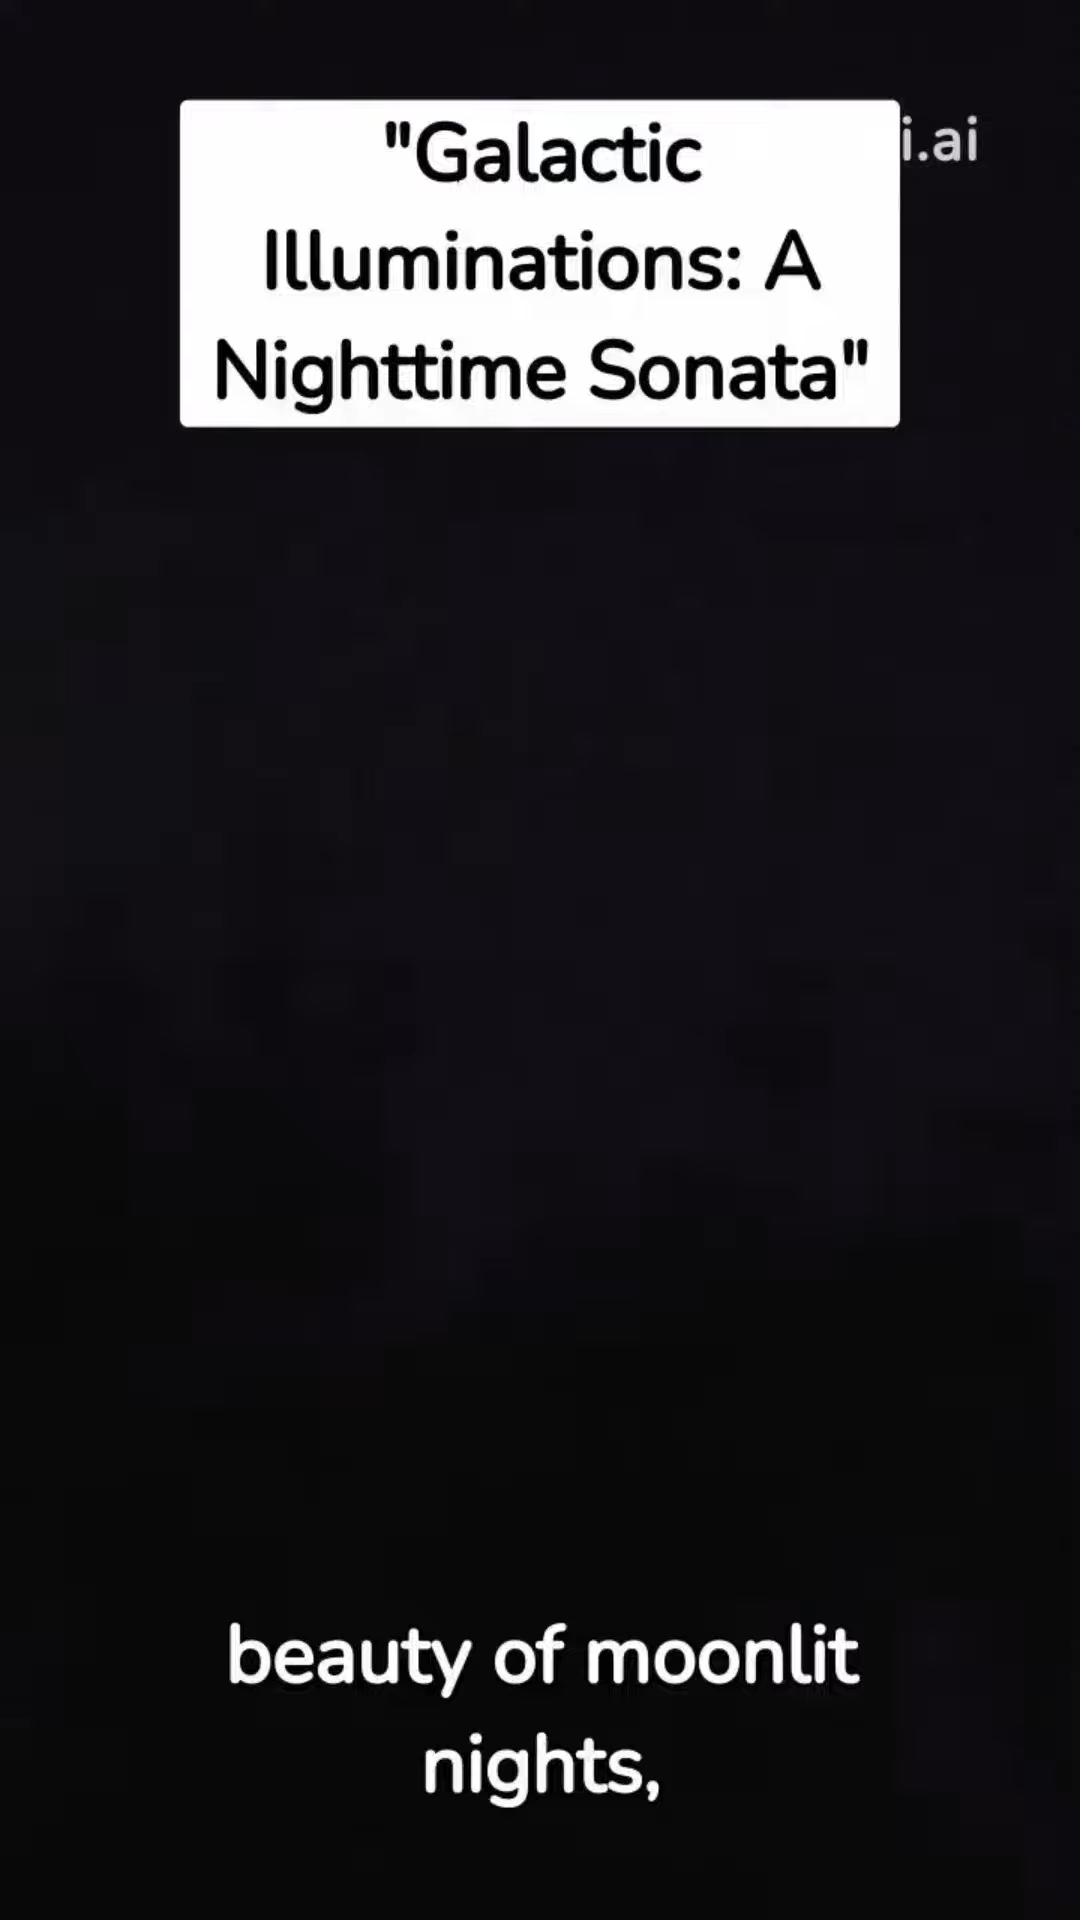 "Galactic
Illuminations: A
Nighttime Sonata"
i.ai
beauty of moonlit
nights,